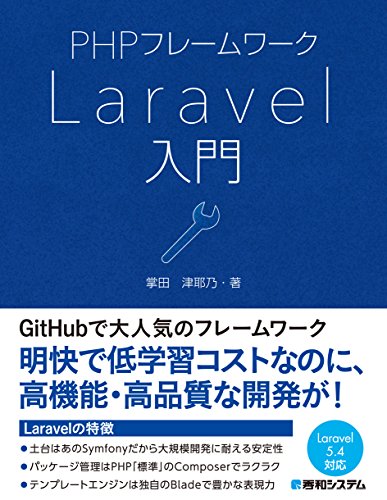 PHPフレームワーク
Laravel
入門
掌田 津耶乃・著
GitHubで大人気のフレームワーク
明快で低学習コストなのに、
高機能・高品質な開発が!
Laravelの特徴
●土台はあのSymfonyだから大規模開発に耐える安定性
●パッケージ管理はPHP「標準」のComposerでラクラク
●テンプレートエンジンは独自のBladeで豊かな表現力
Laravel
5.4
対応
秀和システム